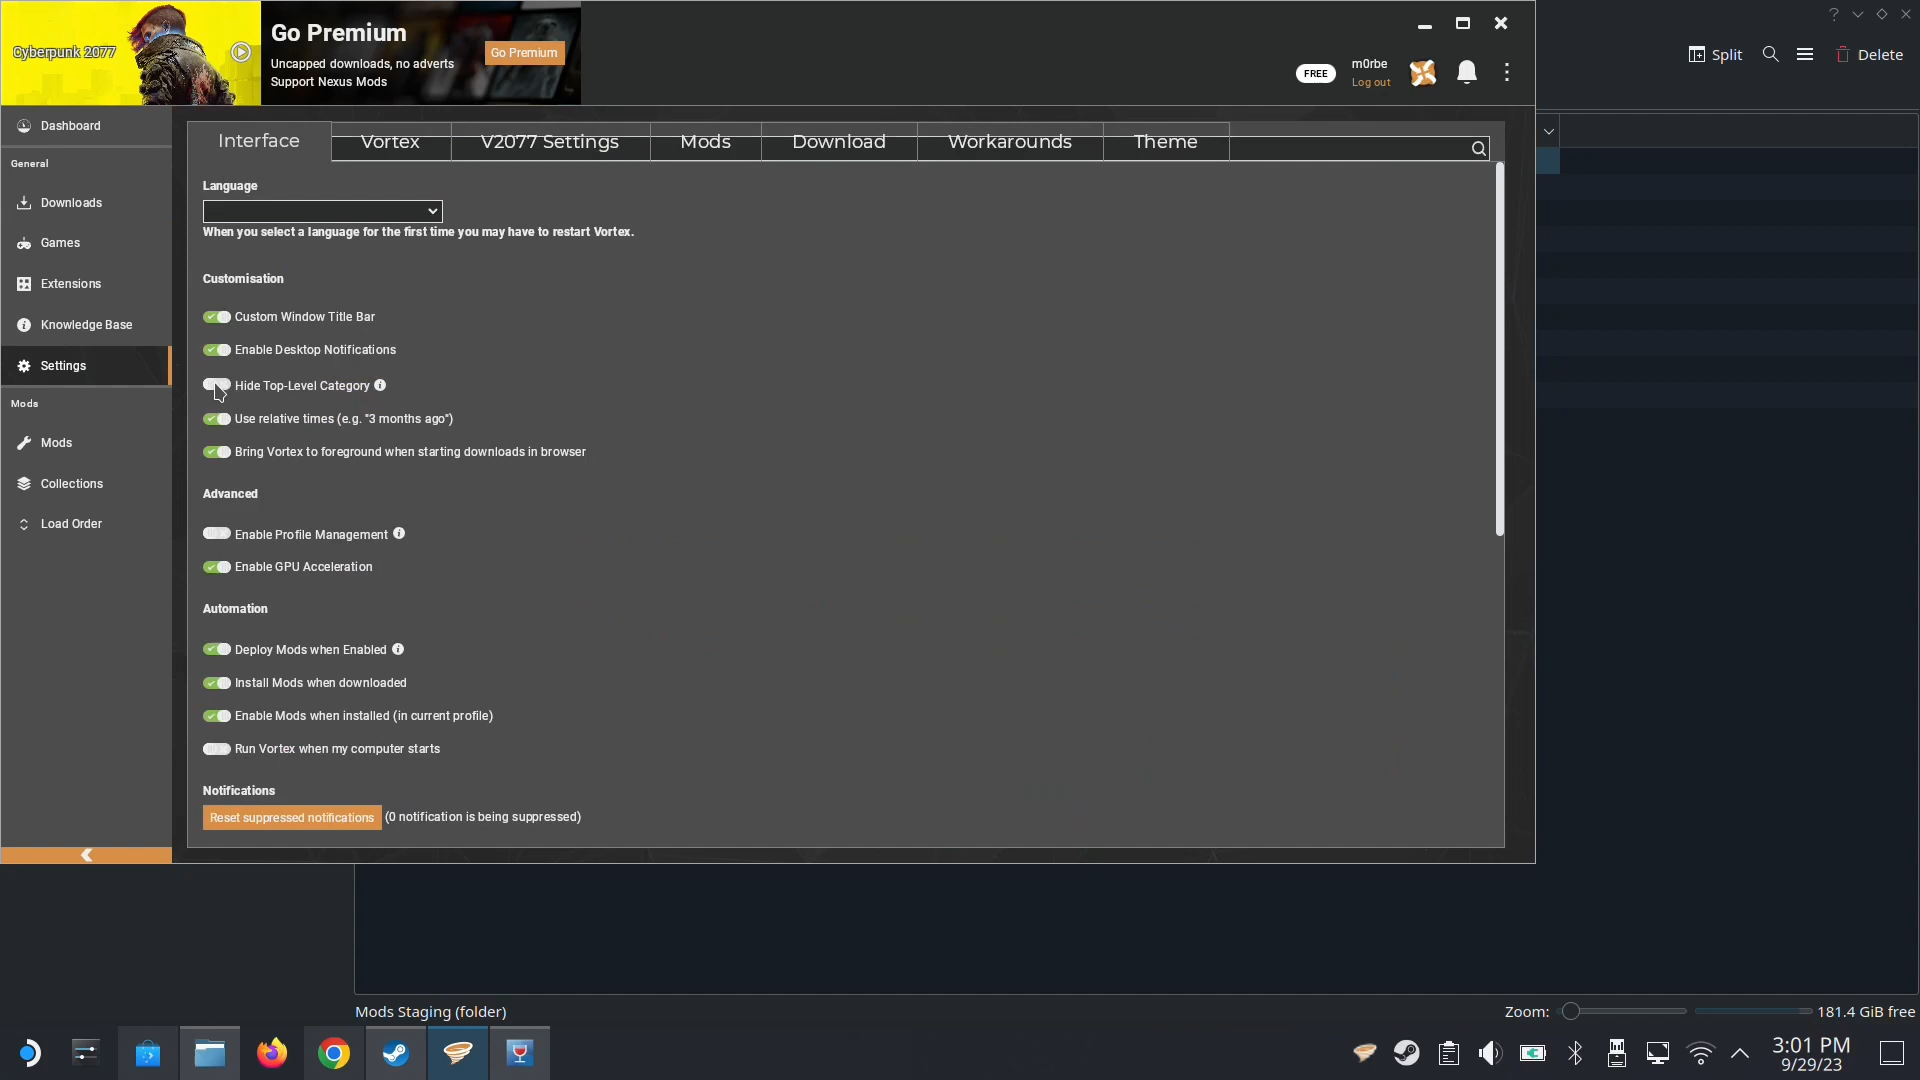 Cyberpunk 2077
Go Premium
Uncapped downloads, no adverts
Support Nexus Mods
Go Premium
FREE
m0rbe
Log out
Split
Delete
Dashboard
General
Downloads
Games
Extensions
Knowledge Base
Settings
Mods
Mods
Collections
Load Order
Interface
Vortex
V2077 Settings
Mods
Download
Workarounds
Theme
Language
When you select a language for the first time you may have to restart Vortex.
Customisation
Custom Window Title Bar
Enable Desktop Notifications
Hide Top-Level Category
Use relative times (e.g. "3 months ago")
Bring Vortex to foreground when starting downloads in browser
Advanced
Enable Profile Management
Enable GPU Acceleration
Automation
Deploy Mods when Enabled
Install Mods when downloaded
Enable Mods when installed (in current profile)
Run Vortex when my computer starts
Notifications
Reset suppressed notifications (0 notification is being suppressed)
Mods Staging (folder)
Zoom:
181.4 GiB free
3:01 PM
9/29/23